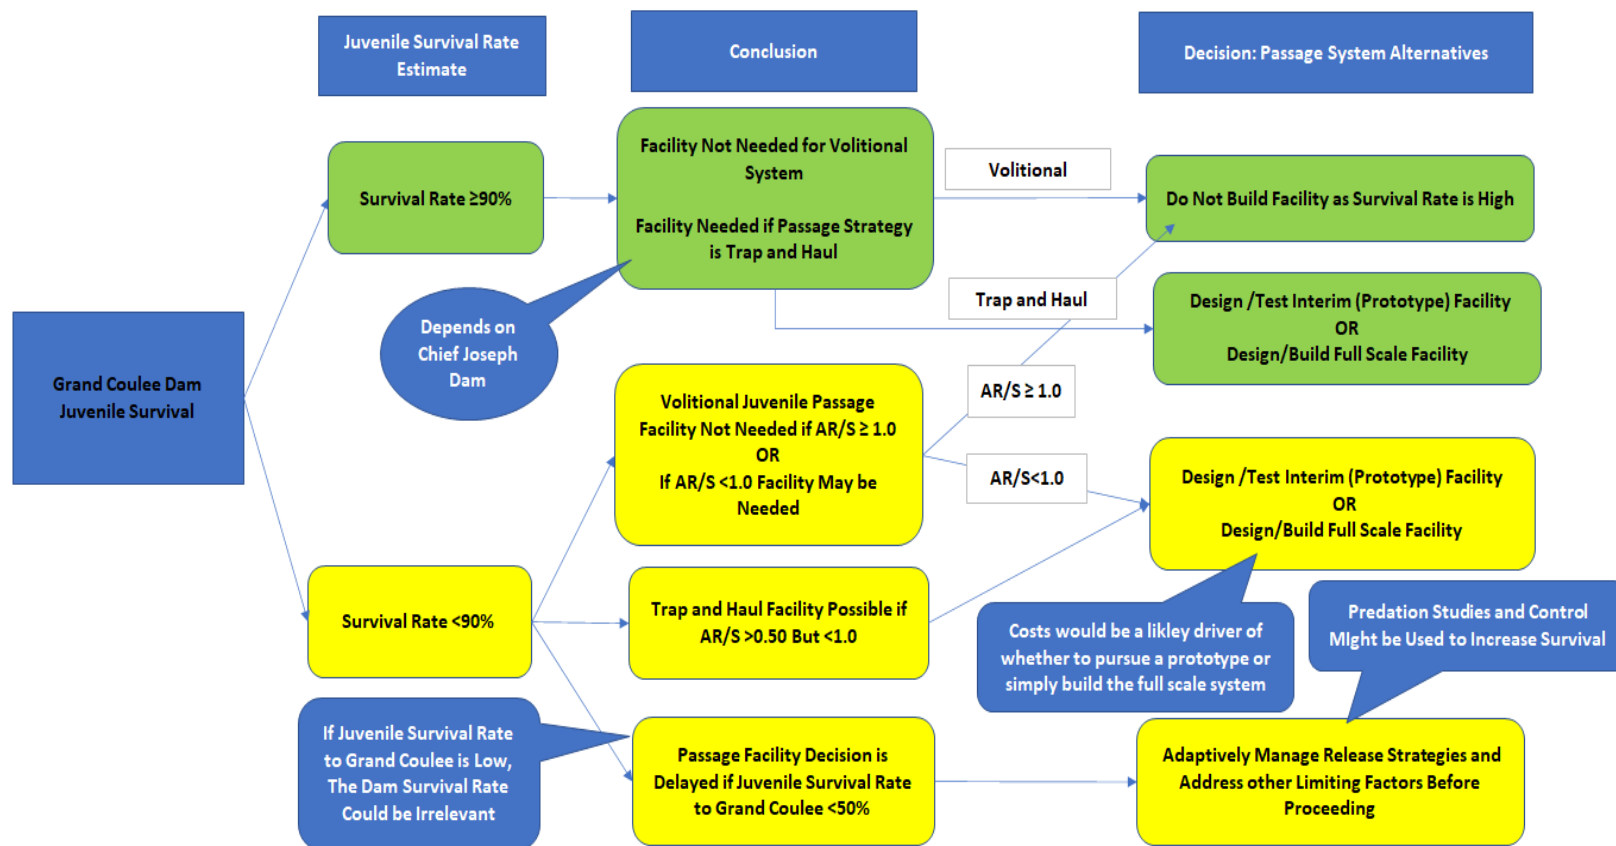 Juvenile Survival Rate
Estimate
Conclusion
Decision: Passage System Alternatives
Grand Coulee Dam
Juvenile Survival
Survival Rate ≥90%
Facility Not Needed for Volitional
System
Facility Needed if Passage Strategy
is Trap and Haul
Volitional
Do Not Build Facility as Survival Rate is High
Depends on
Chief Joseph
Dam
Trap and Haul
Design /Test Interim (Prototype) Facility
OR
Design/Build Full Scale Facility
Volitional Juvenile Passage
Facility Not Needed if AR/S ≥ 1.0
OR
If AR/S <1.0 Facility May be
Needed
AR/S ≥ 1.0
AR/S<1.0
Design /Test Interim (Prototype) Facility
OR
Design/Build Full Scale Facility
Survival Rate <90%
Trap and Haul Facility Possible if
AR/S >0.50 But <1.0
Costs would be a likley driver of
whether to pursue a prototype or
simply build the full scale system
Predation Studies and Control
MIght be Used to Increase Survival
If Juvenile Survival Rate
to Grand Coulee is Low,
The Dam Survival Rate
Could be Irrelevant
Passage Facility Decision is
Delayed if Juvenile Survival Rate
to Grand Coulee <50%
Adaptively Manage Release Strategies and
Address other Limiting Factors Before
Proceeding